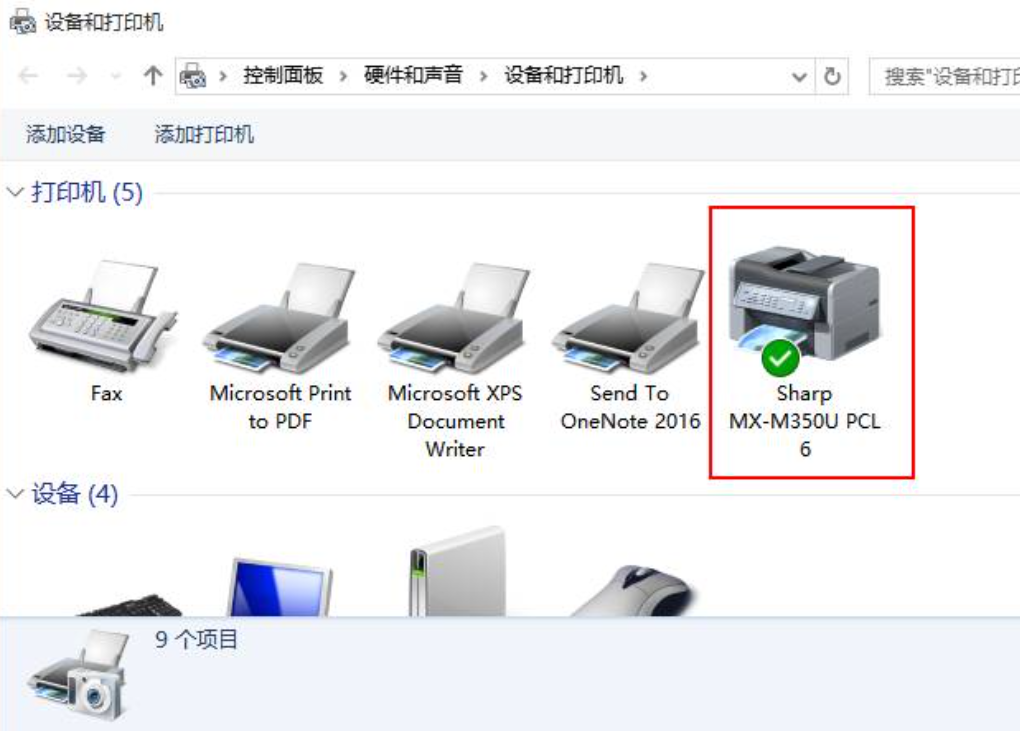 设备和打印机
控制面板 › 硬件和声音 › 设备和打印机 ›
搜索"设备和打
添加设备 添加打印机
打印机 (5)
Fax
Microsoft Print
to PDF
Microsoft XPS
Document
Writer
Send To
OneNote 2016
Sharp
MX-M350U PCL
6
设备 (4)
9 个项目